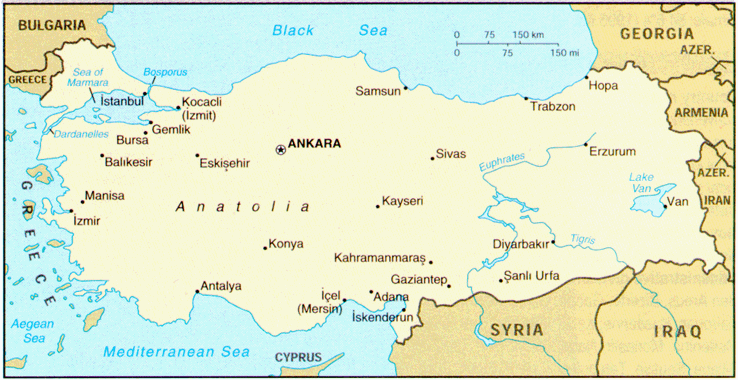 BULGARIA
Black Sea
GEORGIA
0 75 150 km
0 75 150 mi
AZER.
GREECE
Sea of
Marmara
Bosporus
İstanbul
Kocacli
(İzmit)
Samsun
Hopa
Trabzon
ARMENIA
Dardanelles
Gemlik
Bursa
ANKARA
Balıkesir
Eskişehir
Sivas
Euphrates
Erzurum
AZER.
Lake
Van
Van
IRAN
GREECE
Manisa
İzmir
Anatolia
Kayseri
Konya
Diyarbakır
Tigris
Kahramanmaraş
Gaziantep
Şanlı Urfa
Antalya
İçel
(Mersin)
Adana
İskenderun
Aegean
Sea
Mediterranean Sea
CYPRUS
SYRIA
IRAQ